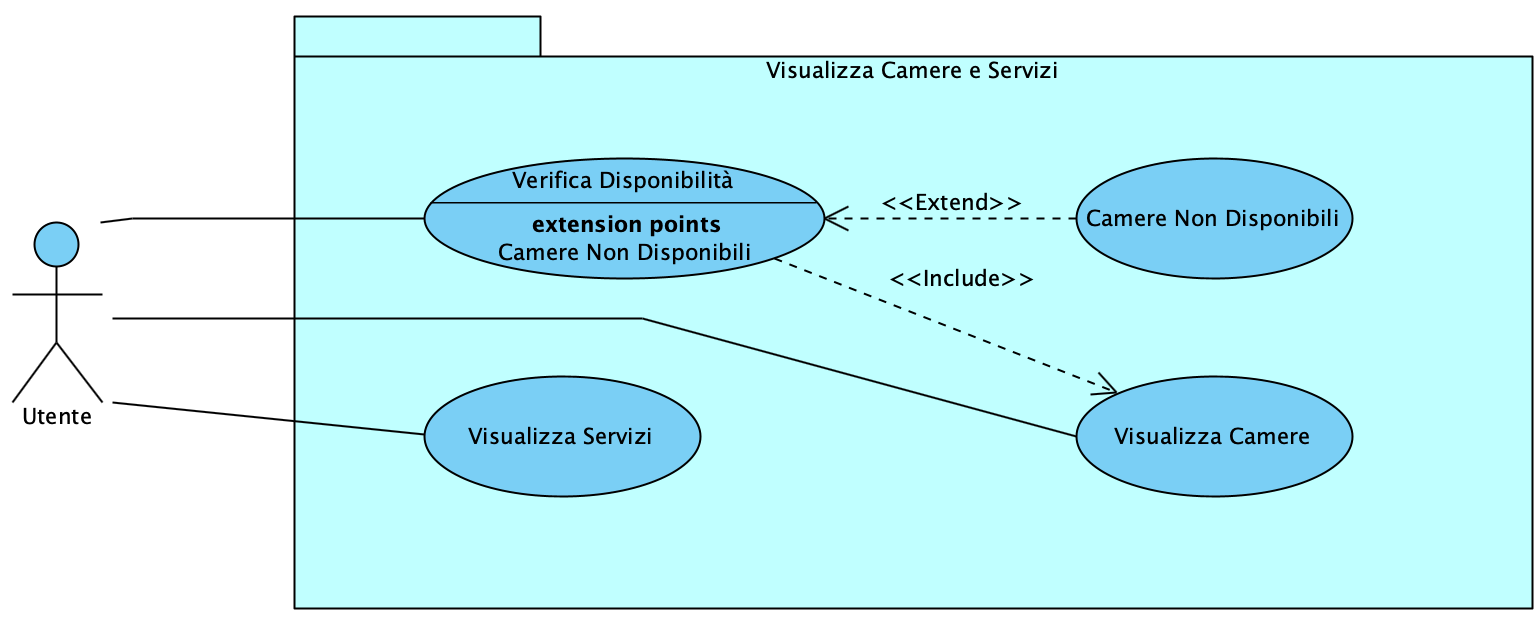 Visualizza Camere e Servizi
Verifica Disponibilità
extension points
Camere Non Disponibili
<<Extend>>
Camere Non Disponibili
<<Include>>
Utente
Visualizza Servizi
Visualizza Camere